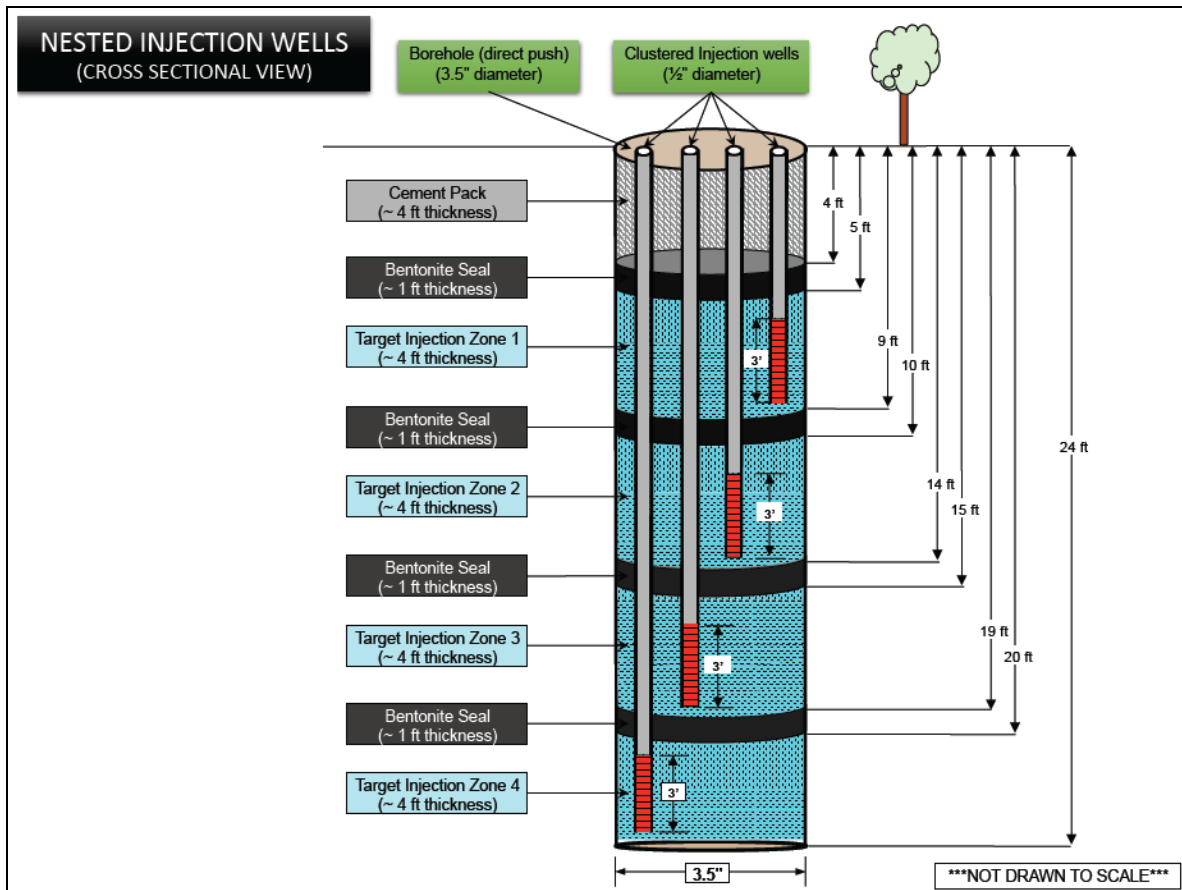 NESTED INJECTION WELLS
(CROSS SECTIONAL VIEW)
Borehole (direct push)
(3.5" diameter)
Clustered Injection wells
(½" diameter)
Cement Pack
(~ 4 ft thickness)
Bentonite Seal
(~ 1 ft thickness)
Target Injection Zone 1
(~ 4 ft thickness)
Bentonite Seal
(~ 1 ft thickness)
Target Injection Zone 2
(~ 4 ft thickness)
Bentonite Seal
(~ 1 ft thickness)
Target Injection Zone 3
(~ 4 ft thickness)
Bentonite Seal
(~ 1 ft thickness)
Target Injection Zone 4
(~ 4 ft thickness)
3'
3'
3'
3'
4 ft
5 ft
9 ft
10 ft
14 ft
15 ft
19 ft
20 ft
24 ft
3.5"
***NOT DRAWN TO SCALE***